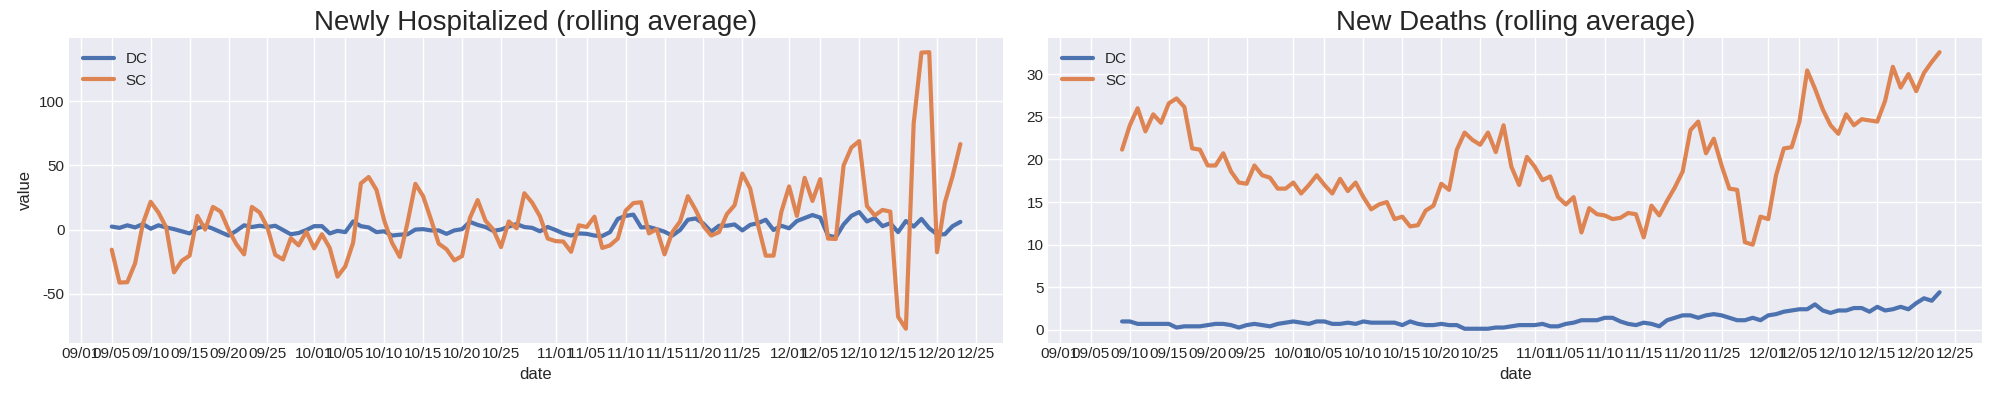 Newly Hospitalized (rolling average)
DC
SC
value
100
50
0
-50
09/01 09/05 09/10 09/15 09/20 09/25 10/01 10/05 10/10 10/15 10/20 10/25 11/01 11/05 11/10 11/15 11/20 11/25 12/01 12/05 12/10 12/15 12/20 12/25
date
New Deaths (rolling average)
DC
SC
30
25
20
15
10
5
0
09/01 09/05 09/10 09/15 09/20 09/25 10/01 10/05 10/10 10/15 10/20 10/25 11/01 11/05 11/10 11/15 11/20 11/25 12/01 12/05 12/10 12/15 12/20 12/25
date